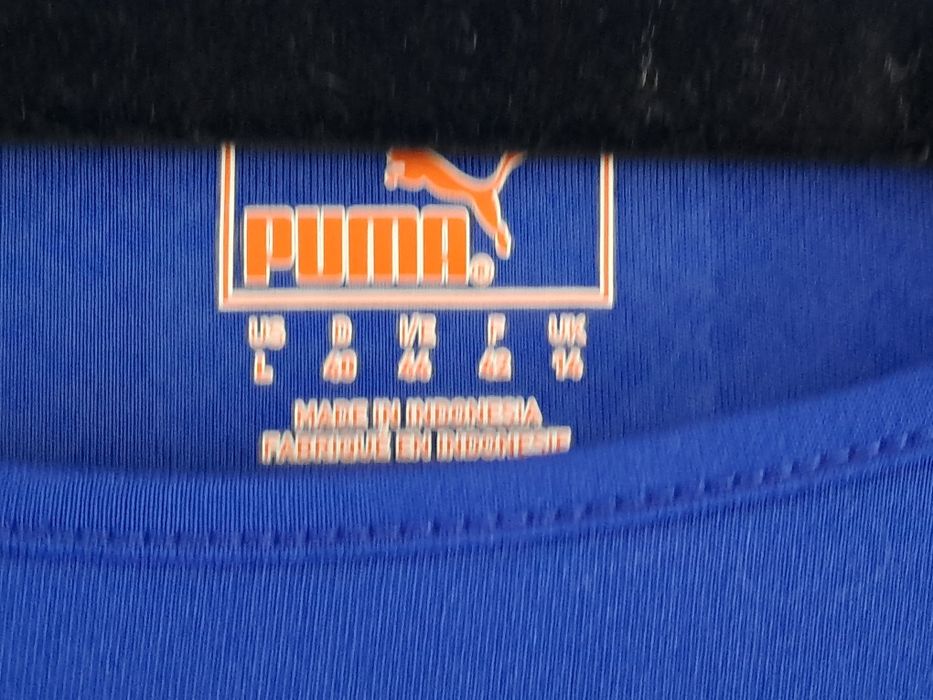 PUMA®
US D I/E F UK
L 40 44 42 14
MADE IN INDONESIA
FABRIQUÉ EN INDONESIE